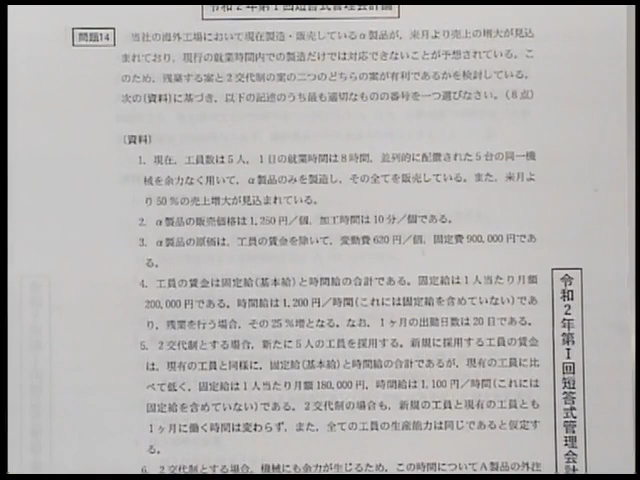 令和2年第Ⅰ回短答式管理会計論
問題14 当社の海外工場において現在製造・販売しているα製品が、来月より売上の増大が見込
まれており、現行の就業時間内での製造だけでは対応できないことが予想されている。こ
のため、残業する案と2交代制の案の二つのどちらの案が有利であるかを検討している。
次の(資料)に基づき、以下の記述のうち最も適切なものの番号を一つ選びなさい。(8点)
(資料)
1. 現在、工員数は5人、1日の就業時間は8時間、並列的に配置された5台の同一機
械を余力なく用いて、α製品のみを製造し、その全てを販売している。また、来月よ
り50%の売上増大が見込まれている。
2. α製品の販売価格は1,250円/個、加工時間は10分/個である。
3. α製品の原価は、工員の賃金を除いて、変動費620円/個、固定費900,000円であ
る。
4. 工員の賃金は固定給(基本給)と時間給の合計である。固定給は1人当たり月額
200,000円である。時間給は1,200円/時間(これには固定給を含めていない)であ
り、残業を行う場合、その25%増となる。なお、1ヶ月の出勤日数は20日である。
5. 2交代制とする場合、新たに5人の工員を採用する。新規に採用する工員の賃金
は、現有の工員と同様に、固定給(基本給)と時間給の合計であるが、現有の工員に比
べて低く、固定給は1人当たり月額180,000円、時間給は1,100円/時間(これには
固定給を含めていない)である。2交代制の場合も、新規の工員と現有の工員とも
1ヶ月に働く時間は変わらず、また、全ての工員の生産能力は同じであると仮定す
る。
6. 2交代制とする場合、機械にも余力が生じるため、この時間についてA製品の外注
令和2年第Ⅰ回短答式管理会計